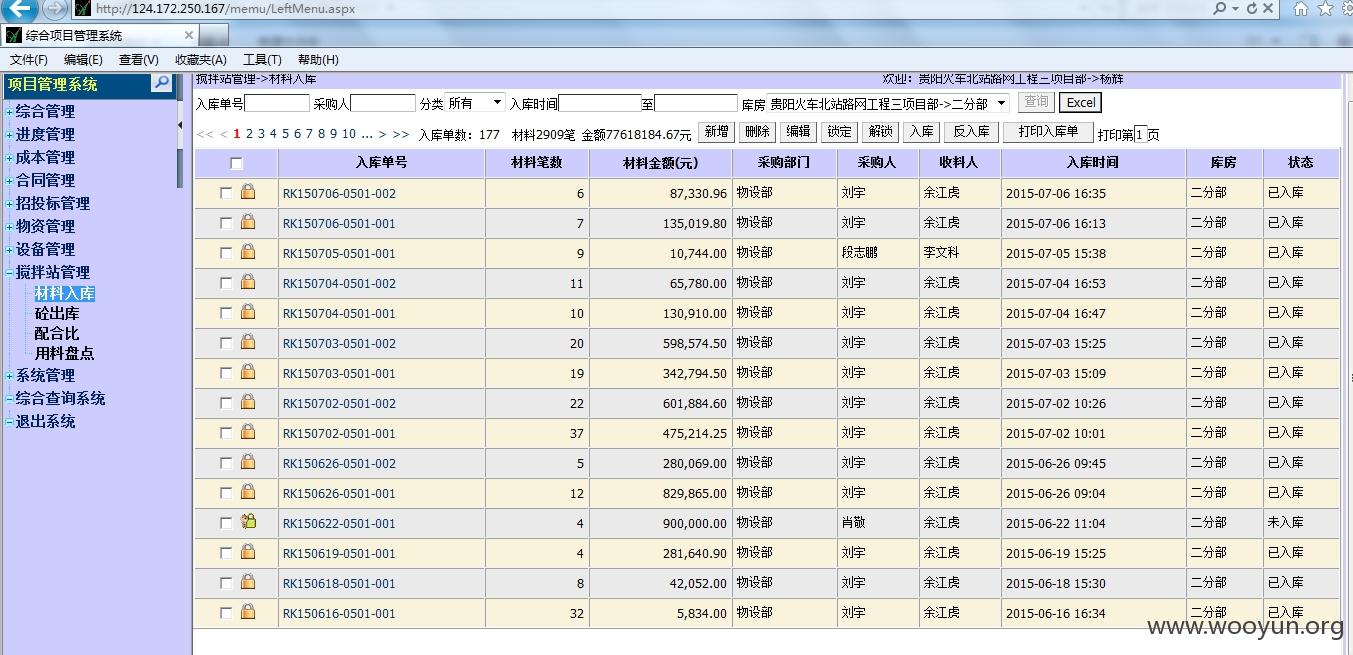 http://124.172.250.167/memu/LeftMenu.aspx
综合项目管理系统
文件(F) 编辑(E) 查看(V) 收藏夹(A) 工具(T) 帮助(H)
项目管理系统
综合管理
进度管理
成本管理
合同管理
招投标管理
物资管理
设备管理
搅拌站管理
材料入库
砼出库
配合比
用料盘点
系统管理
综合查询系统
退出系统
搅拌站管理->材料入库 欢迎: 贵阳火车北站路网工程三项目部->杨辉
入库单号 采购人 分类 所有 入库时间 至 库房 贵阳火车北站路网工程三项目部->二分部 查询 Excel
<< < 1 2 3 4 5 6 7 8 9 10 ... > >> 入库单数: 177 材料2909笔 金额77618184.67元 新增 删除 编辑 锁定 解锁 入库 反入库 打印入库单 打印第1页
入库单号 材料笔数 材料金额(元) 采购部门 采购人 收料人 入库时间 库房 状态
RK150706-0501-002 6 87,330.96 物设部 刘宇 余江虎 2015-07-06 16:35 二分部 已入库
RK150706-0501-001 7 135,019.80 物设部 刘宇 余江虎 2015-07-06 16:13 二分部 已入库
RK150705-0501-001 9 10,744.00 物设部 段志鹏 李文科 2015-07-05 15:38 二分部 已入库
RK150704-0501-002 11 65,780.00 物设部 刘宇 余江虎 2015-07-04 16:53 二分部 已入库
RK150704-0501-001 10 130,910.00 物设部 刘宇 余江虎 2015-07-04 16:47 二分部 已入库
RK150703-0501-002 20 598,574.50 物设部 刘宇 余江虎 2015-07-03 15:25 二分部 已入库
RK150703-0501-001 19 342,794.50 物设部 刘宇 余江虎 2015-07-03 15:09 二分部 已入库
RK150702-0501-002 22 601,884.60 物设部 刘宇 余江虎 2015-07-02 10:26 二分部 已入库
RK150702-0501-001 37 475,214.25 物设部 刘宇 余江虎 2015-07-02 10:01 二分部 已入库
RK150626-0501-002 5 280,069.00 物设部 刘宇 余江虎 2015-06-26 09:45 二分部 已入库
RK150626-0501-001 12 829,865.00 物设部 刘宇 余江虎 2015-06-26 09:04 二分部 已入库
RK150622-0501-001 4 900,000.00 物设部 肖敬 余江虎 2015-06-22 11:04 二分部 未入库
RK150619-0501-001 4 281,640.90 物设部 刘宇 余江虎 2015-06-19 15:25 二分部 已入库
RK150618-0501-001 8 42,052.00 物设部 刘宇 余江虎 2015-06-18 15:30 二分部 已入库
RK150616-0501-001 32 5,834.00 物设部 刘宇 余江虎 2015-06-16 16:34 二分部 已入库
www.wooyun.org